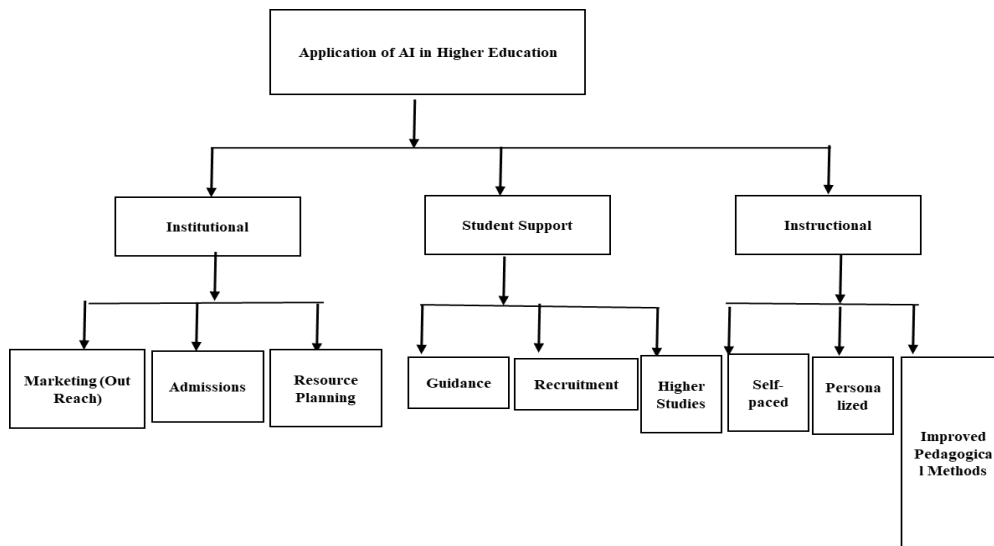 Application of AI in Higher Education
Institutional
Student Support
Instructional
Marketing (Out
Reach)
Admissions
Resource
Planning
Guidance
Recruitment
Higher
Studies
Self-
paced
Persona
lized
Improved
Pedagogica
l Methods